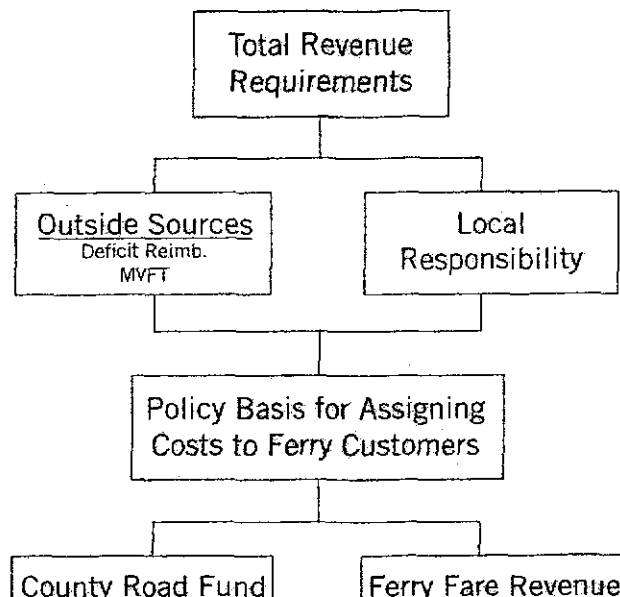 Total Revenue
Requirements
Outside Sources
Deficit Reimb.
MVFT
Local
Responsibility
Policy Basis for Assigning
Costs to Ferry Customers
County Road Fund
Ferry Fare Revenue